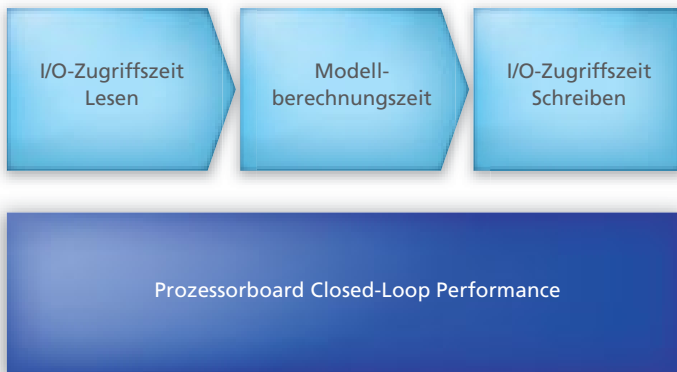 I/O-Zugriffszeit
Lesen
Modell-
berechnungszeit
I/O-Zugriffszeit
Schreiben
Prozessorboard Closed-Loop Performance